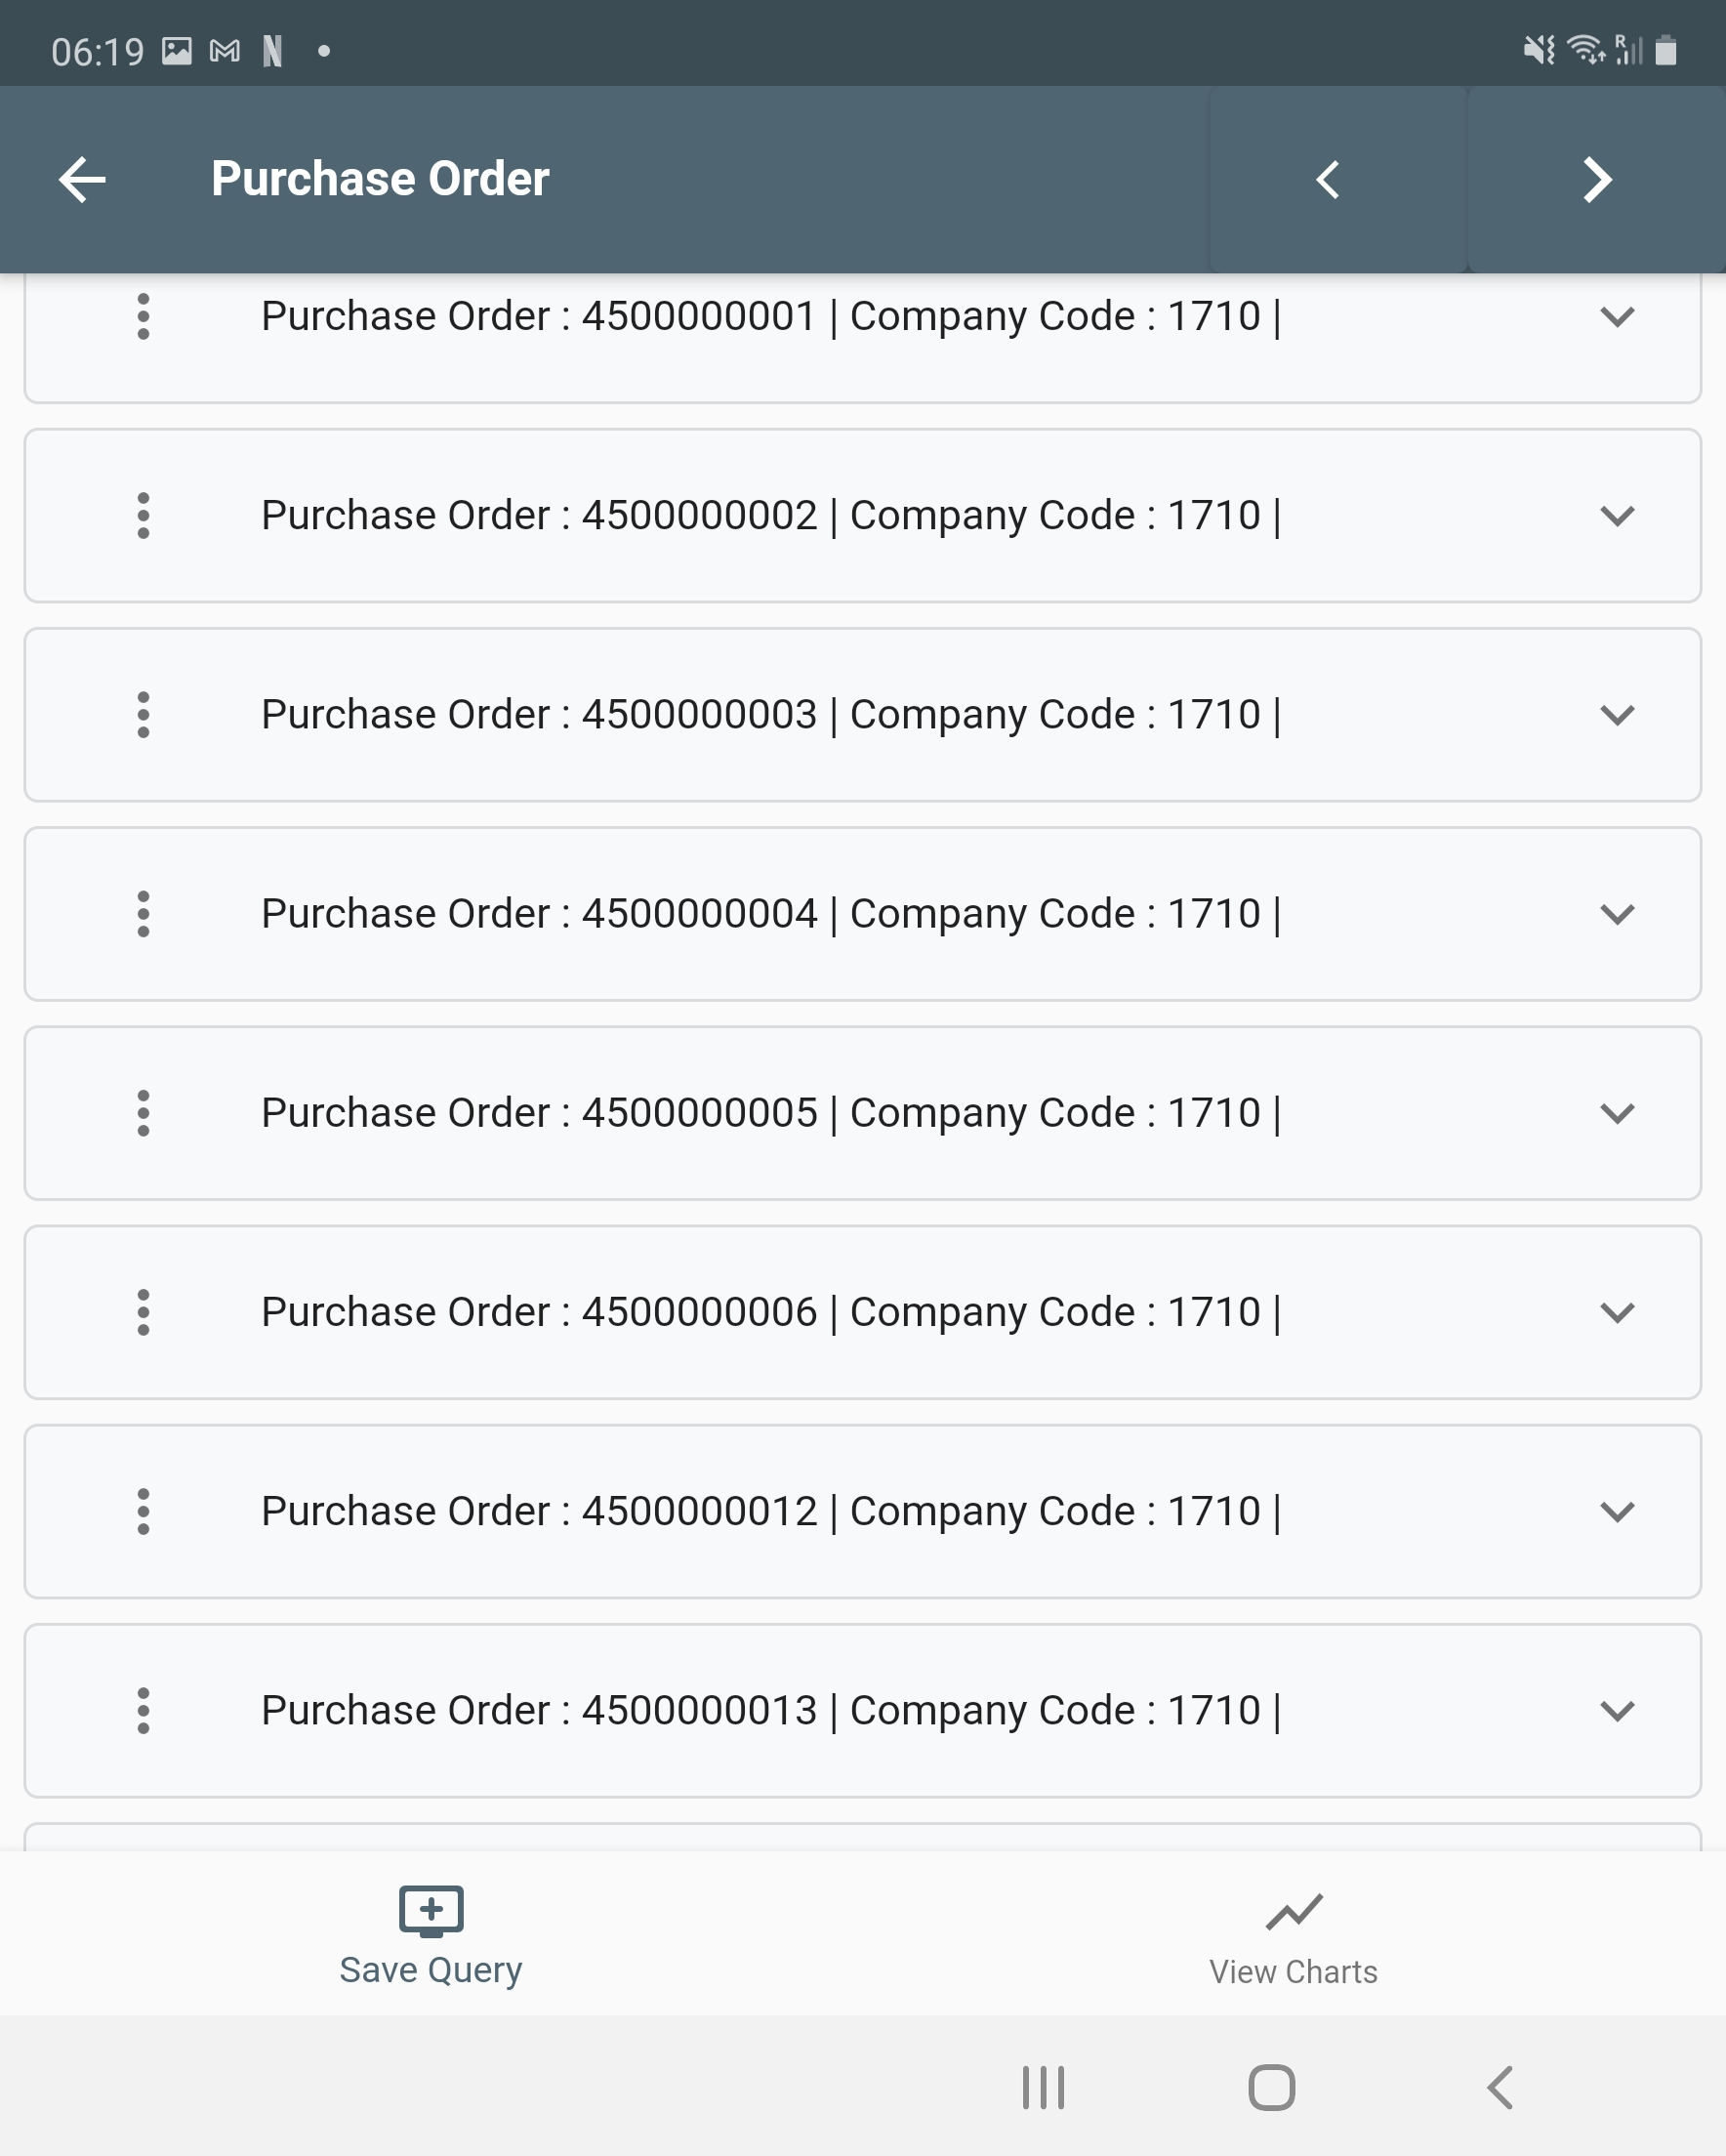 06:19
Purchase Order
Purchase Order : 4500000001 | Company Code : 1710 |
Purchase Order : 4500000002 | Company Code : 1710 |
Purchase Order : 4500000003 | Company Code : 1710 |
Purchase Order : 4500000004 | Company Code : 1710 |
Purchase Order : 4500000005 | Company Code : 1710 |
Purchase Order : 4500000006 | Company Code : 1710 |
Purchase Order : 4500000012 | Company Code : 1710 |
Purchase Order : 4500000013 | Company Code : 1710 |
Save Query
View Charts